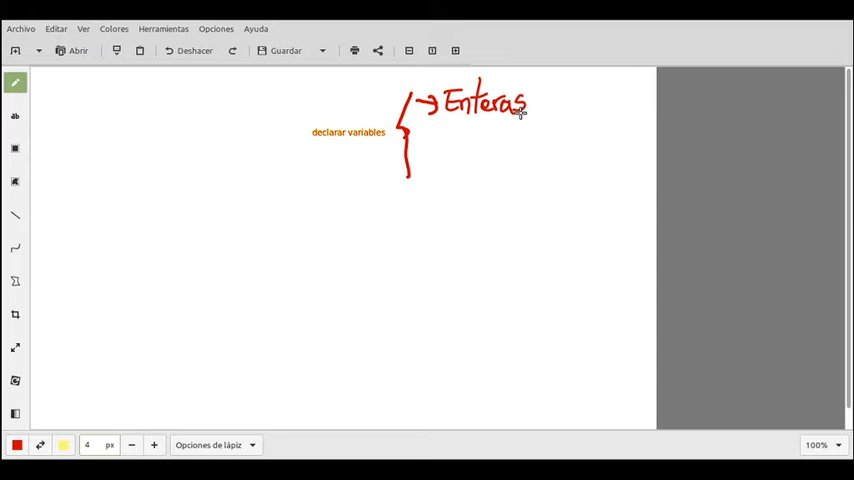 Archivo Editar Ver Colores Herramientas Opciones Ayuda
Abrir Deshacer Guardar
→ Enteras
declarar variables
ab
4 px Opciones de lápiz 100%